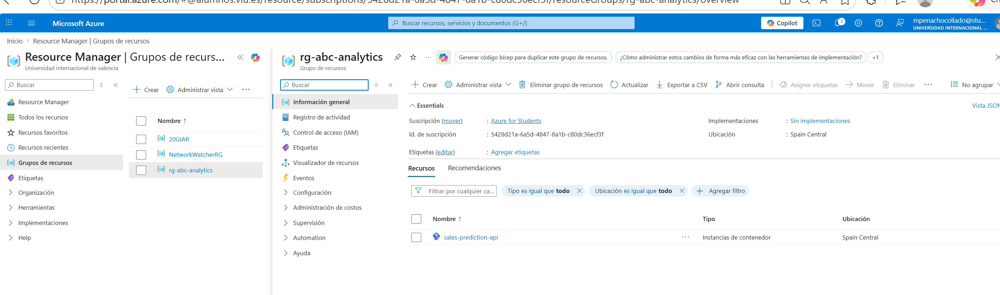 https://portal.azure.com/#@alumnos.viu.es/resource/subscriptions/5428d21a-6a5d-4847-8a1b-c80dc36ecf3f/resourceGroups/rg-abc-analytics/overview
Microsoft Azure
Buscar recursos, servicios y documentos (G+/)
Copilot
2
mpenachocollado@stu...
UNIVERSIDAD INTERNACIONAL ...
Inicio > Resource Manager | Grupos de recursos
Resource Manager | Grupos de recurs...
Universidad internacional de valencia
Buscar
Resource Manager
Todos los recursos
Recursos favoritos
Recursos recientes
Grupos de recursos
Etiquetas
Organización
Herramientas
Implementaciones
Help
Crear Administrar vista ...
Nombre ↑
20GIAR
NetworkWatcherRG
rg-abc-analytics
rg-abc-analytics
Grupo de recursos
Generar código bícep para duplicar este grupo de recursos.
¿Cómo administrar estos cambios de forma más eficaz con las herramientas de implementación?
+1
Buscar
Información general
Registro de actividad
Control de acceso (IAM)
Etiquetas
Visualizador de recursos
Eventos
Configuración
Administración de costos
Supervisión
Automation
Ayuda
Crear Administrar vista Eliminar grupo de recursos Actualizar Exportar a CSV Abrir consulta Asignar etiquetas Mover Eliminar ... No agrupar
Essentials
Vista JSON
Suscripción (mover) : Azure for Students
Implementaciones : Sin implementaciones
Id. de suscripción : 5428d21a-6a5d-4847-8a1b-c80dc36ecf3f
Ubicación : Spain Central
Etiquetas (editar) : Agregar etiquetas
Recursos Recomendaciones
Filtrar por cualquier ca...
Tipo es igual que todo
Ubicación es igual que todo
Agregar filtro
Nombre ↑ Tipo Ubicación
sales-prediction-api ... Instancias de contenedor Spain Central